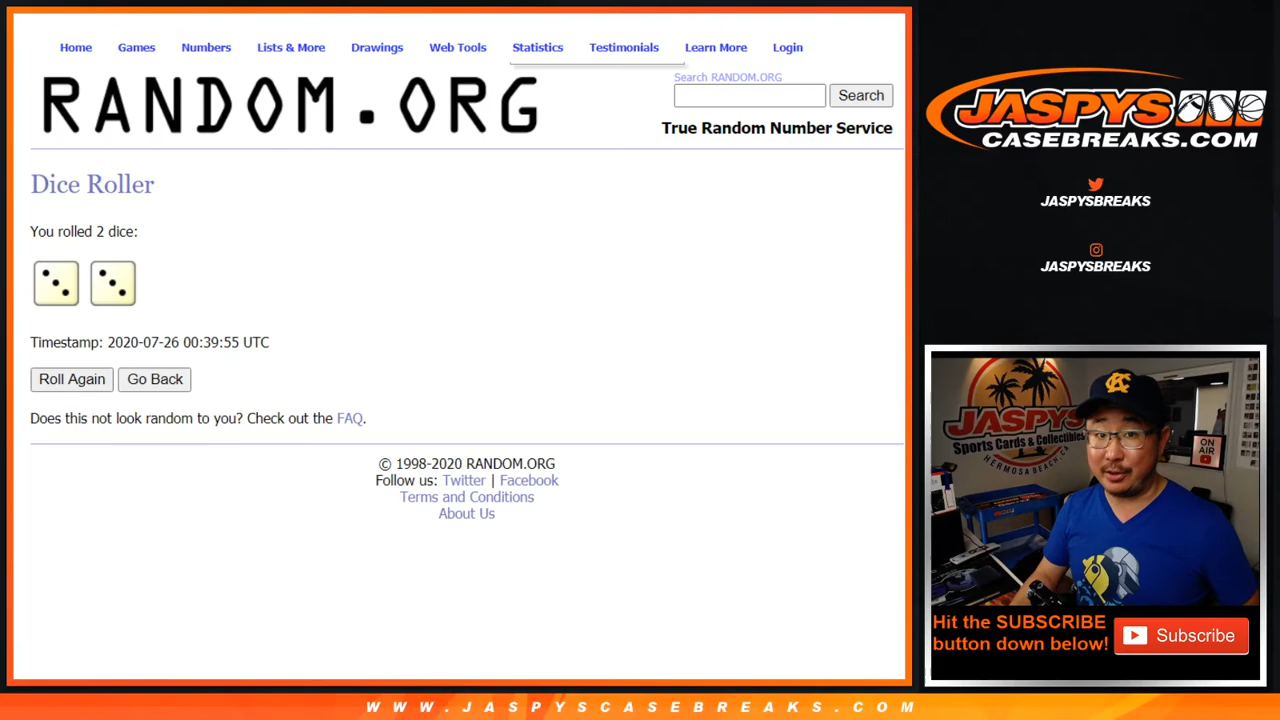 Home Games Numbers Lists & More Drawings Web Tools Statistics Testimonials Learn More Login
RANDOM.ORG
Search RANDOM.ORG
Search
True Random Number Service
Dice Roller
You rolled 2 dice:
Timestamp: 2020-07-26 00:39:55 UTC
Roll Again Go Back
Does this not look random to you? Check out the FAQ.
© 1998-2020 RANDOM.ORG
Follow us: Twitter | Facebook
Terms and Conditions
About Us
JASPYS
CASEBREAKS.COM
JASPYSBREAKS
JASPYSBREAKS
JASPYS
Sports Cards & Collectibles
HERMOSA BEACH, CA
KC
ON
AIR
Hit the SUBSCRIBE
button down below!
Subscribe
WWW.JASPYSCASEBREAKS.COM